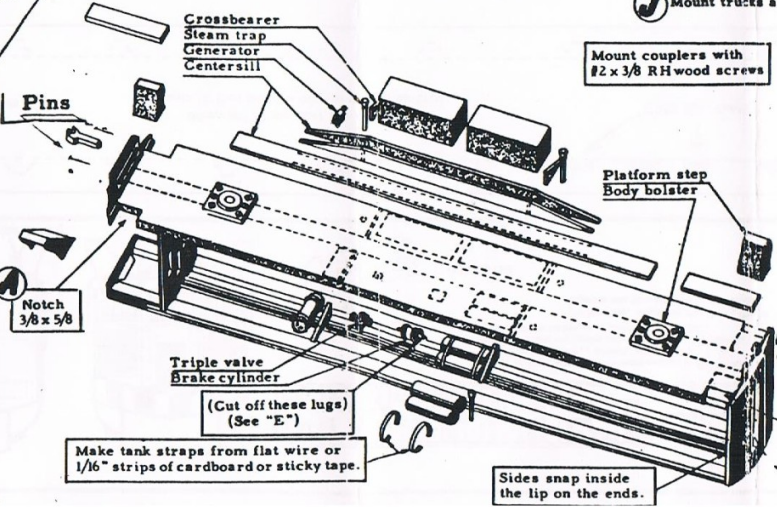 Crossbearer
Steam trap
Generator
Centersill
J Mount trucks a
Mount couplers with
#2 x 3/8 RH wood screws
Pins
Platform step
Body bolster
A
Notch
3/8 x 5/8
Triple valve
Brake cylinder
(Cut off these lugs)
(See "E")
Make tank straps from flat wire or
1/16" strips of cardboard or sticky tape.
Sides snap inside
the lip on the ends.